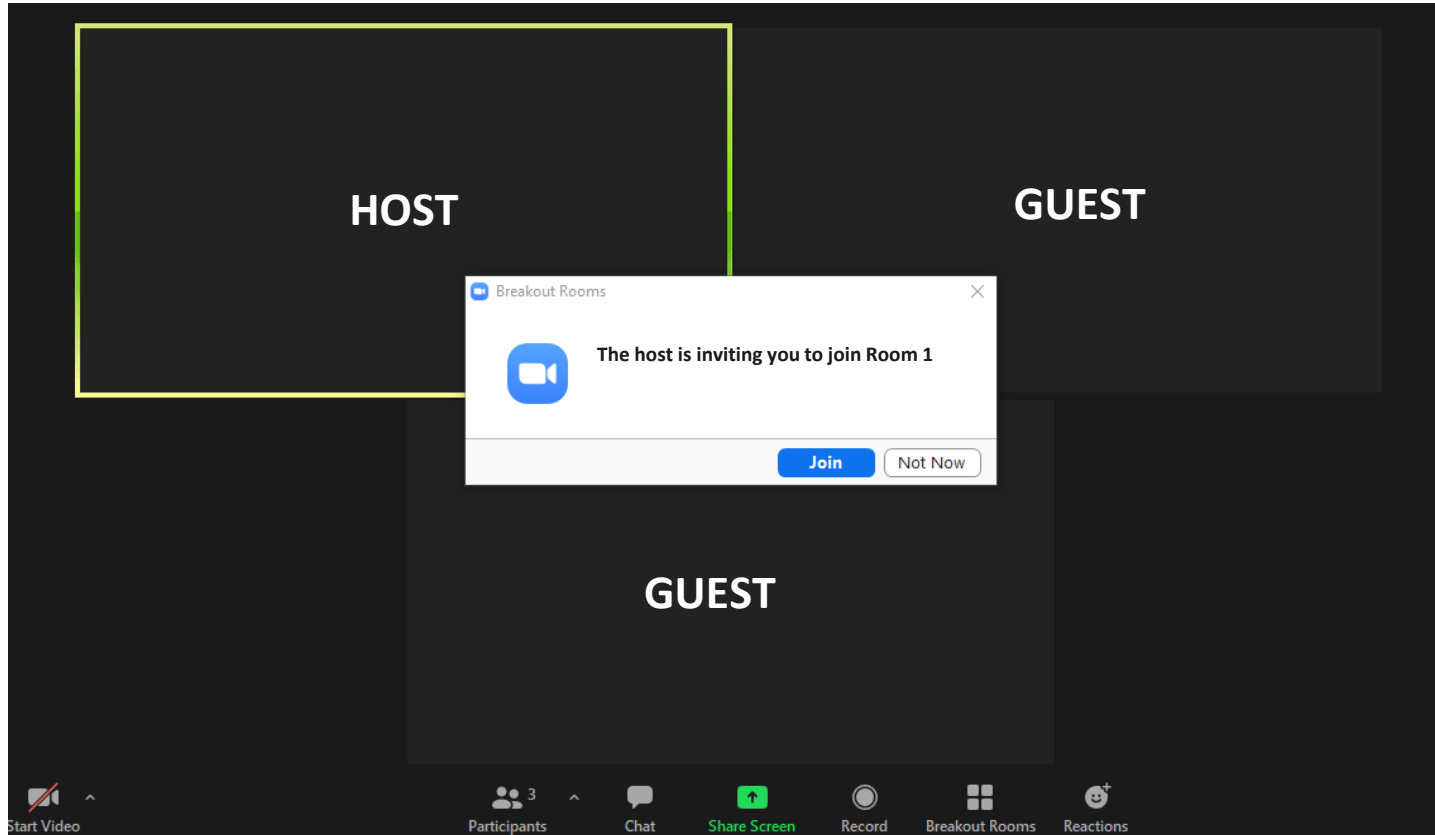 HOST
GUEST
Breakout Rooms
The host is inviting you to join Room 1
Join
Not Now
GUEST
Start Video
3
Participants
Chat
Share Screen
Record
Breakout Rooms
Reactions